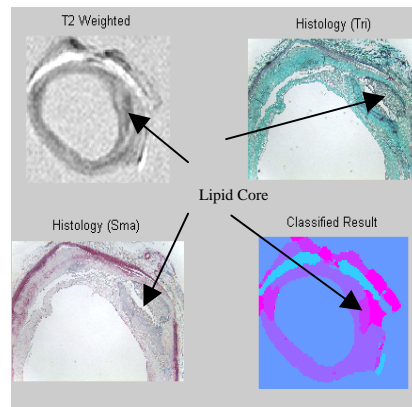 T2 Weighted
Histology (Tri)
Lipid Core
Histology (Sma)
Classified Result